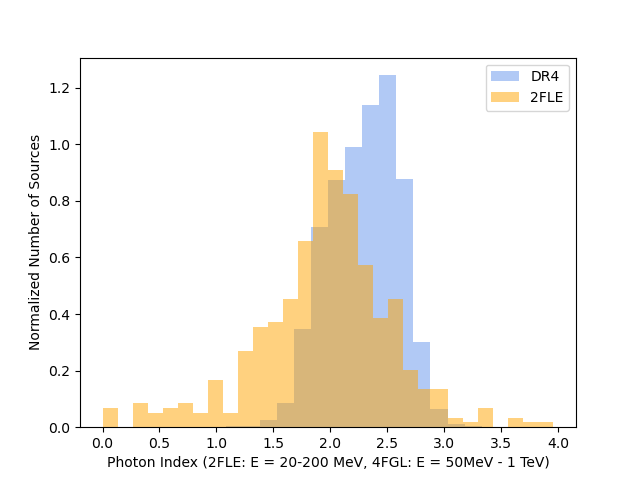 DR4
2FLE
Normalized Number of Sources
1.2
1.0
0.8
0.6
0.4
0.2
0.0
0.0 0.5 1.0 1.5 2.0 2.5 3.0 3.5 4.0
Photon Index (2FLE: E = 20-200 MeV, 4FGL: E = 50MeV - 1 TeV)